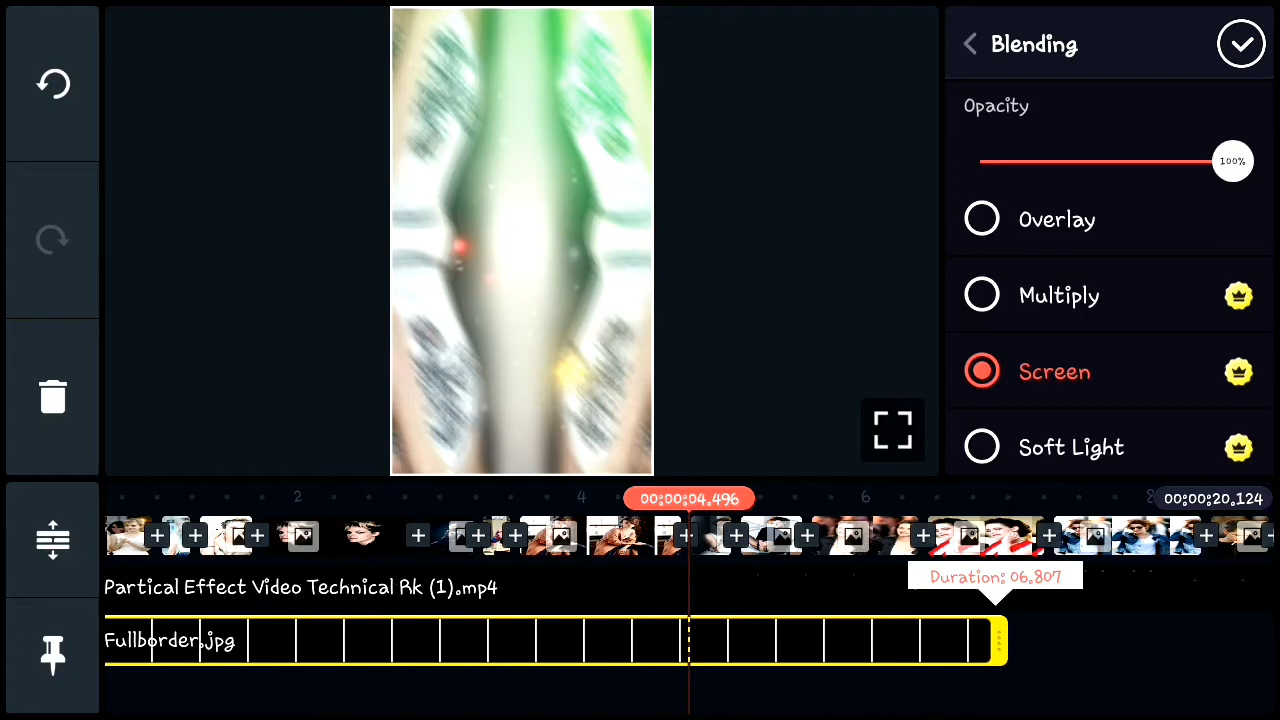 Blending
Opacity
100%
Overlay
Multiply
Screen
Soft Light
2
4
6
8
00:00:04.496
00:00:20.124
Partical Effect Video Technical Rk (1).mp4
Duration: 06.807
Fullborder.jpg